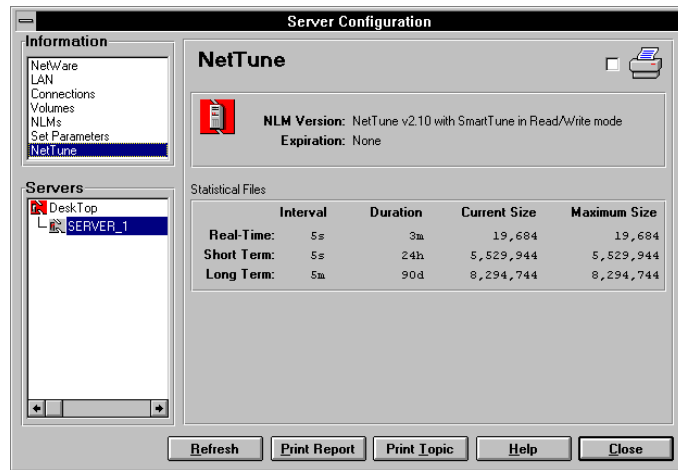 Server Configuration
Information
NetWare
LAN
Connections
Volumes
NLMs
Set Parameters
NetTune
Servers
DeskTop
SERVER_1
NetTune
NLM Version: NetTune v2.10 with SmartTune in Read/Write mode
Expiration: None
Statistical Files
Interval Duration Current Size Maximum Size
Real-Time: 5s 3m 19,684 19,684
Short Term: 5s 24h 5,529,944 5,529,944
Long Term: 5m 90d 8,294,744 8,294,744
Refresh Print Report Print Topic Help Close